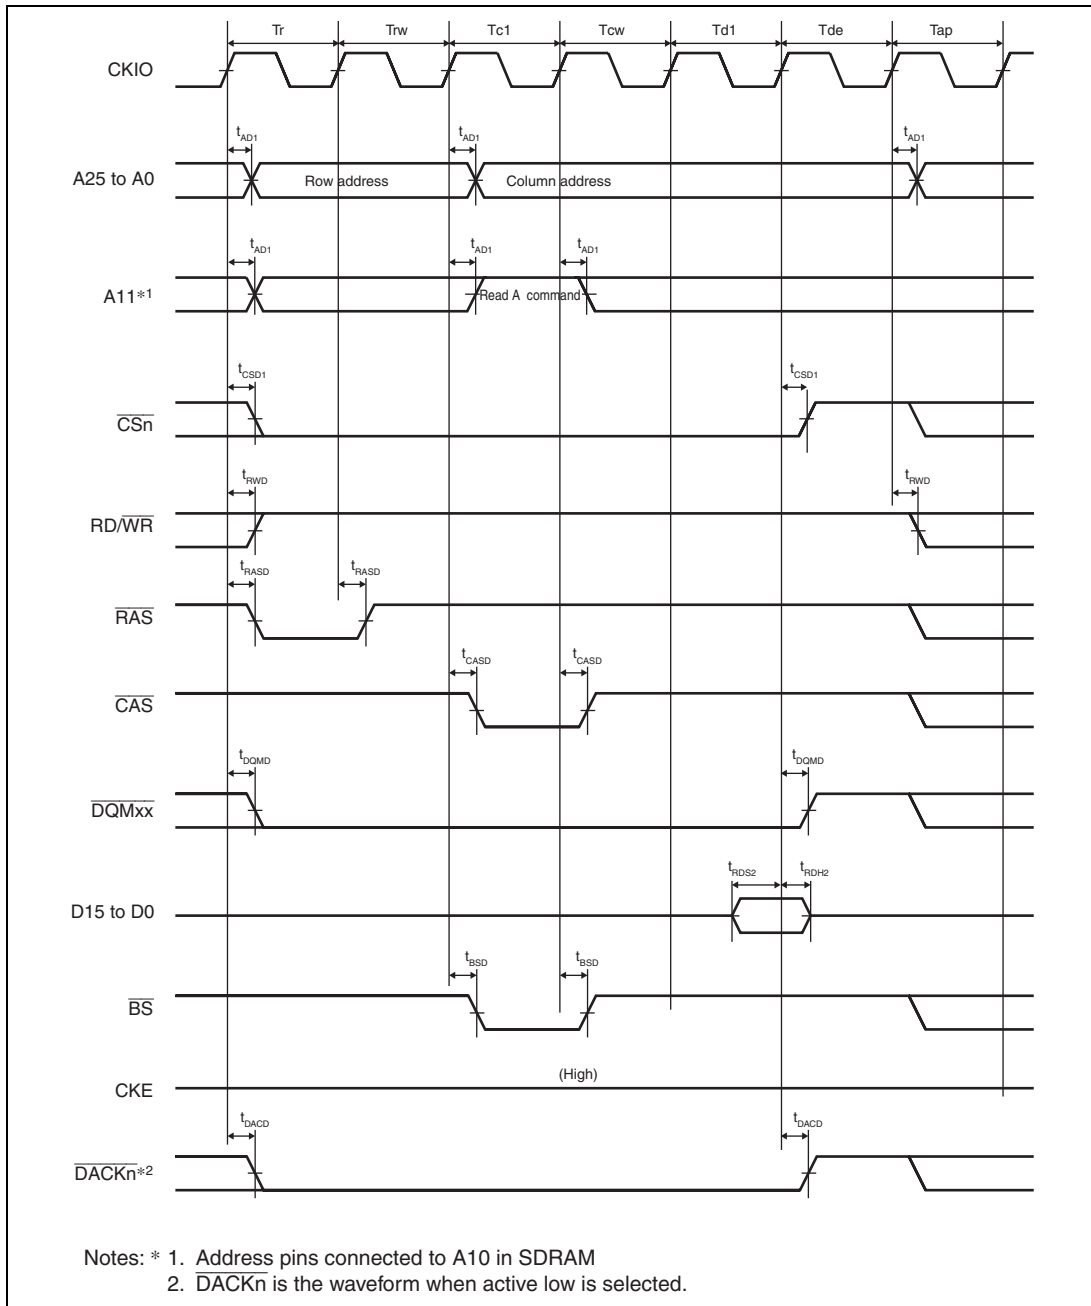 Tr Trw Tc1 Tcw Td1 Tde Tap
CKIO
tAD1 tAD1 tAD1
A25 to A0 Row address Column address
tAD1 tAD1 tAD1
A11*1 Read A command
tCSD1 tCSD1
CSn
tRWD tRWD
RD/WR
tRASD tRASD
RAS
tCASD tCASD
CAS
tDQMD tDQMD
DQMxx
tRDS2 tRDH2
D15 to D0
tBSD tBSD
BS
(High)
CKE
tDACD tDACD
DACKn*2
Notes: * 1. Address pins connected to A10 in SDRAM
2. DACKn is the waveform when active low is selected.